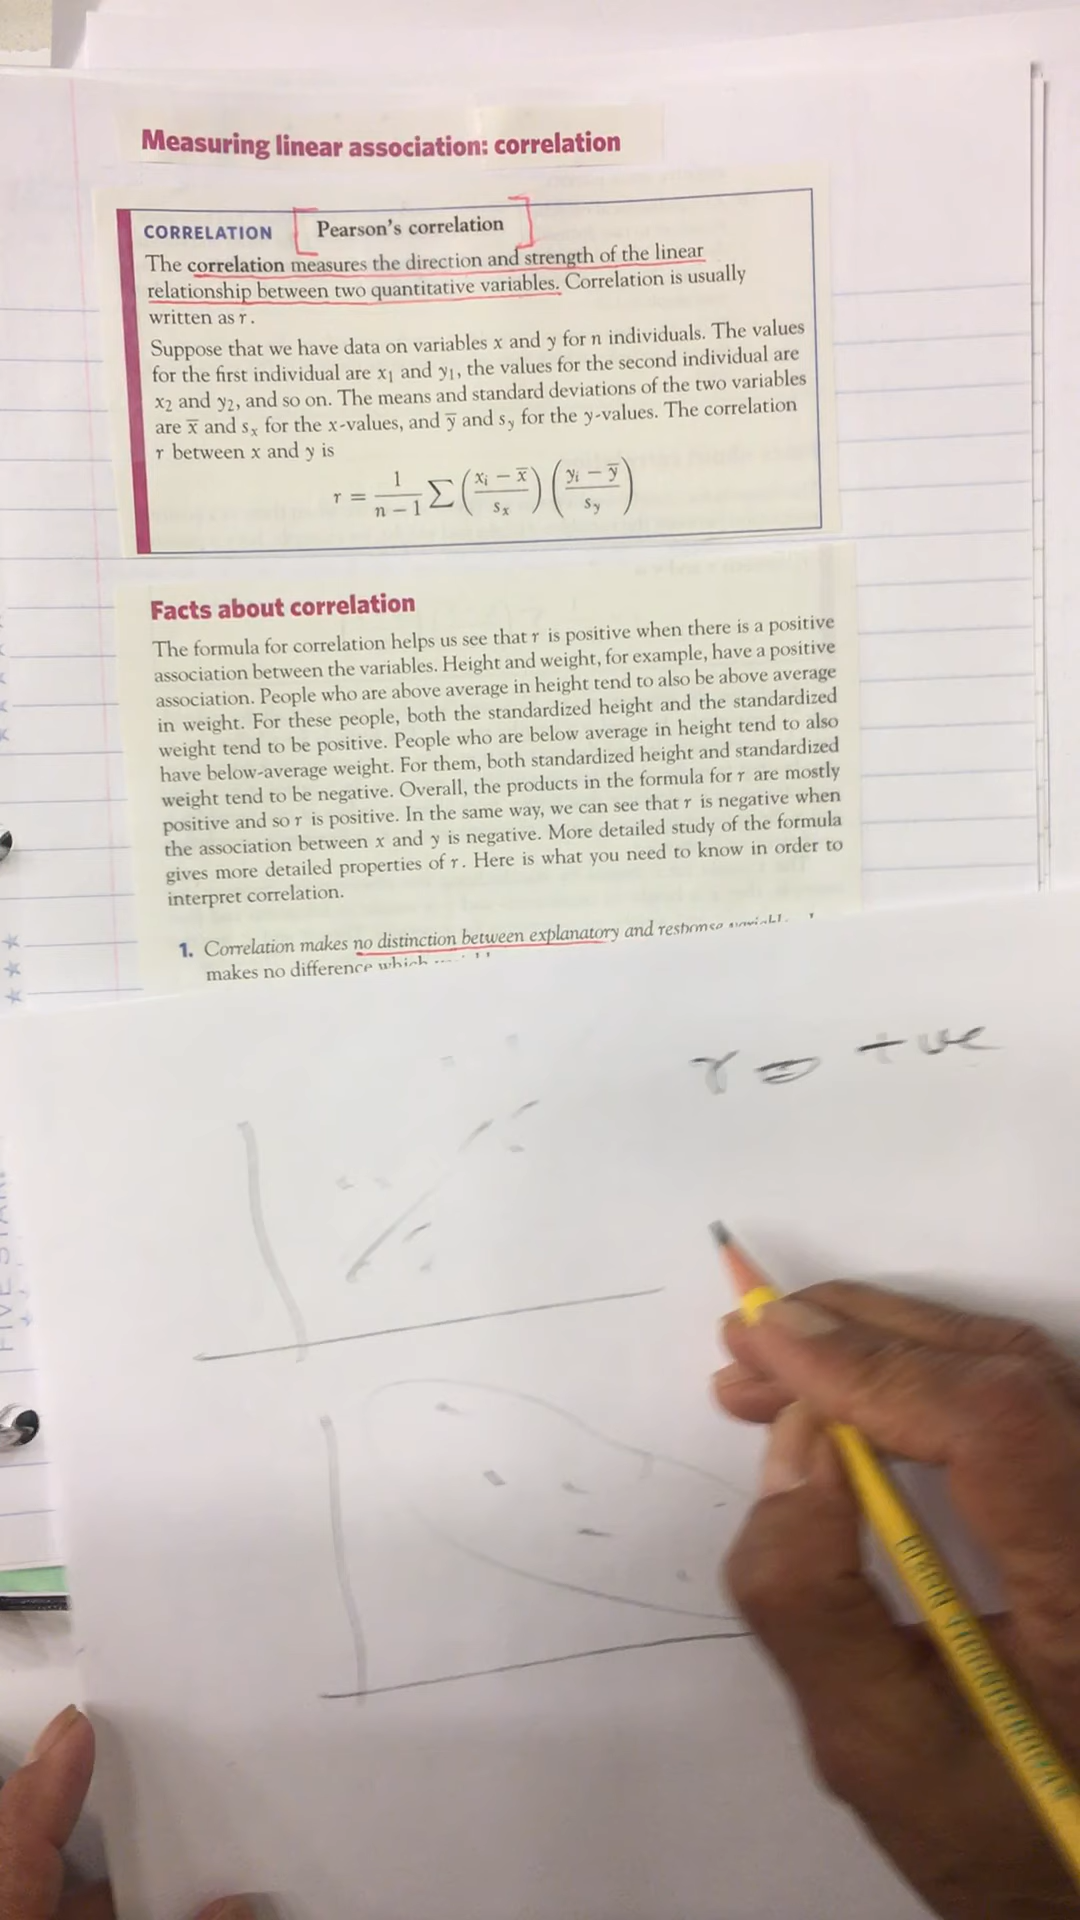 Measuring linear association: correlation
CORRELATION Pearson's correlation
The correlation measures the direction and strength of the linear
relationship between two quantitative variables. Correlation is usually
written as r.
Suppose that we have data on variables x and y for n individuals. The values
for the first individual are x₁ and y₁, the values for the second individual are
x₂ and y₂, and so on. The means and standard deviations of the two variables
are x̅ and sₓ for the x-values, and y̅ and s_y for the y-values. The correlation
r between x and y is
r = 1/(n − 1) Σ ((xᵢ − x̅)/sₓ) ((yᵢ − y̅)/s_y)
Facts about correlation
The formula for correlation helps us see that r is positive when there is a positive
association between the variables. Height and weight, for example, have a positive
association. People who are above average in height tend to also be above average
in weight. For these people, both the standardized height and the standardized
weight tend to be positive. People who are below average in height tend to also
have below-average weight. For them, both standardized height and standardized
weight tend to be negative. Overall, the products in the formula for r are mostly
positive and so r is positive. In the same way, we can see that r is negative when
the association between x and y is negative. More detailed study of the formula
gives more detailed properties of r. Here is what you need to know in order to
interpret correlation.
1. Correlation makes no distinction between explanatory and response
makes no difference which
r = +ve